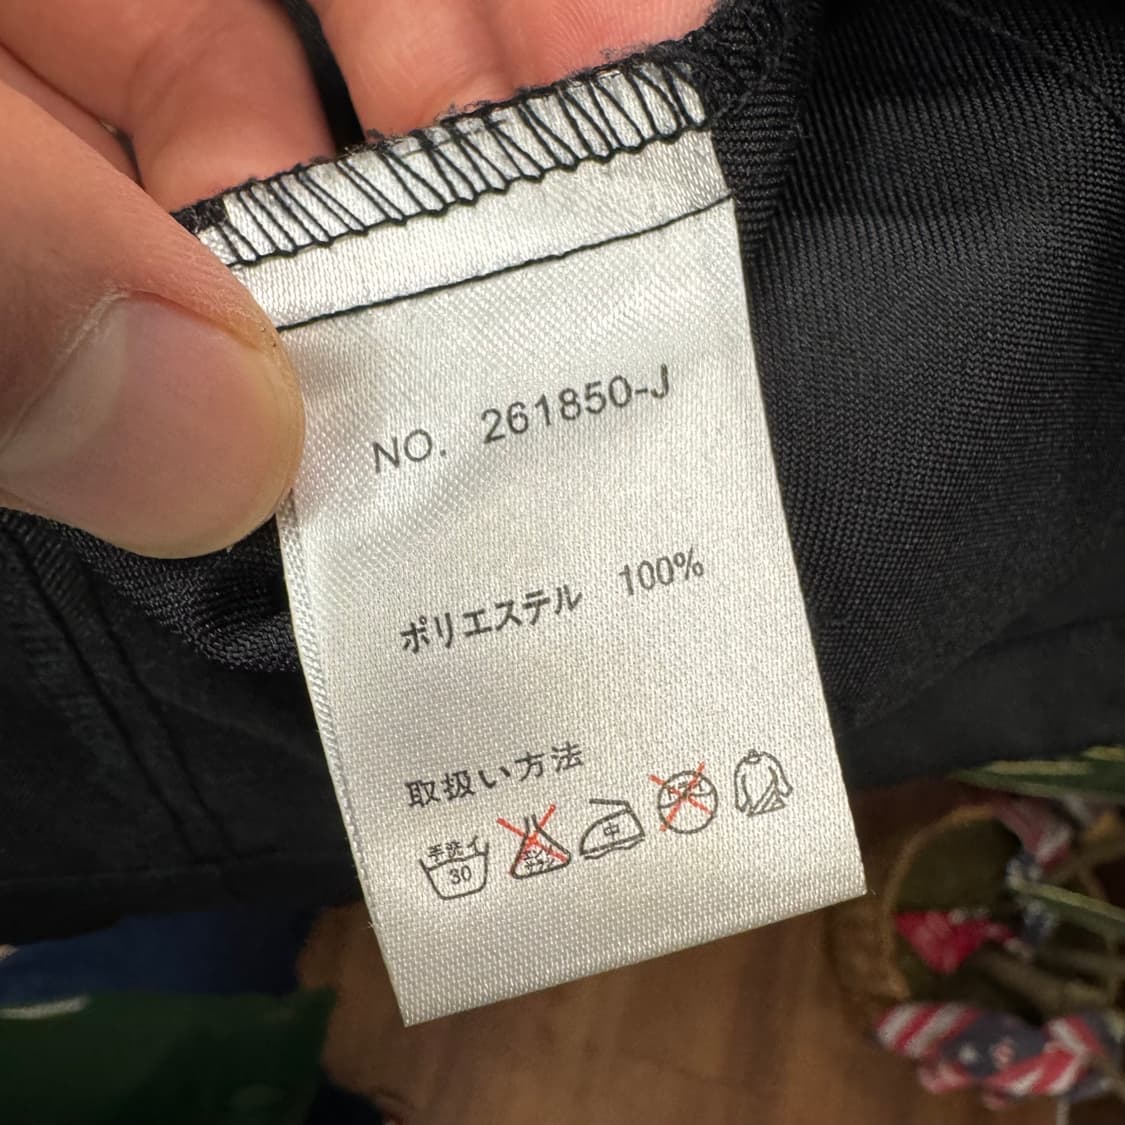 NO. 261850-J
ポリエステル 100%
取扱い方法
手洗イ 30 中